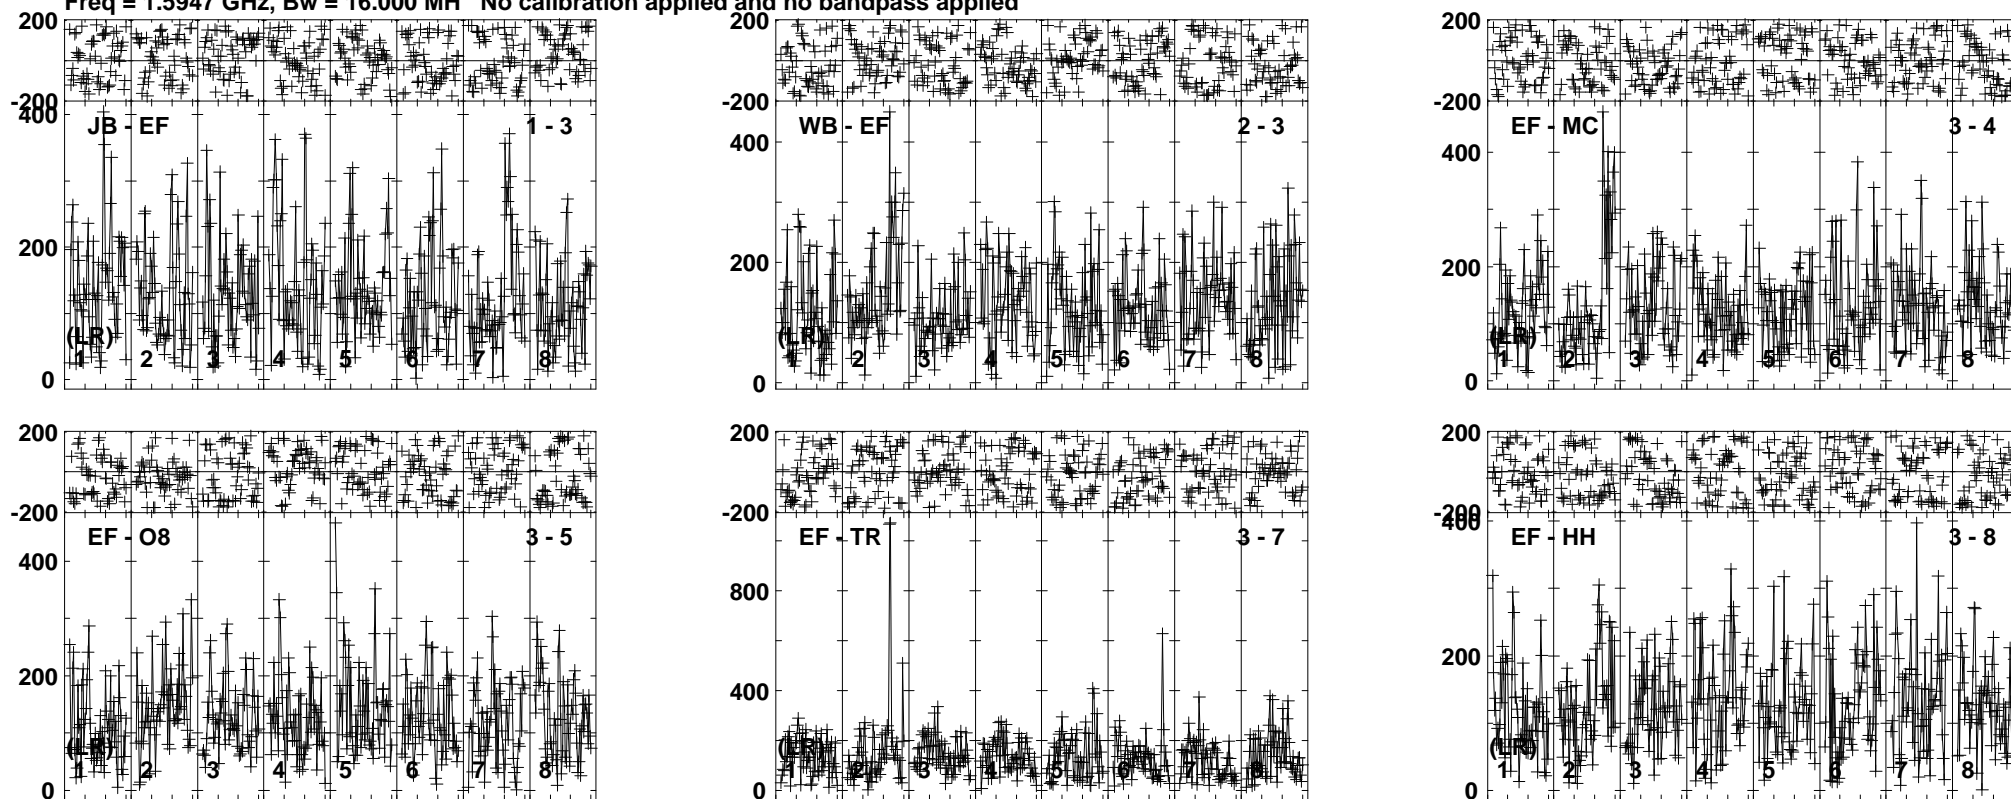 Freq = 1.5947 GHz, Bw = 16.000 MH No calibration applied and no bandpass applied
200
-200
400
200
0
JB - EF
1 - 3
(LR)
1 2 3 4 5 6 7 8
200
-200
400
200
0
WB - EF
2 - 3
(LR)
1 2 3 4 5 6 7 8
200
-200
400
200
0
EF - MC
3 - 4
(LR)
1 2 3 4 5 6 7 8
200
-200
400
200
0
EF - O8
3 - 5
(LR)
1 2 3 4 5 6 7 8
200
-200
800
400
0
EF - TR
3 - 7
(LR)
1 2 3 4 5 6 7 8
200
-200
400
200
0
EF - HH
3 - 8
(LR)
1 2 3 4 5 6 7 8